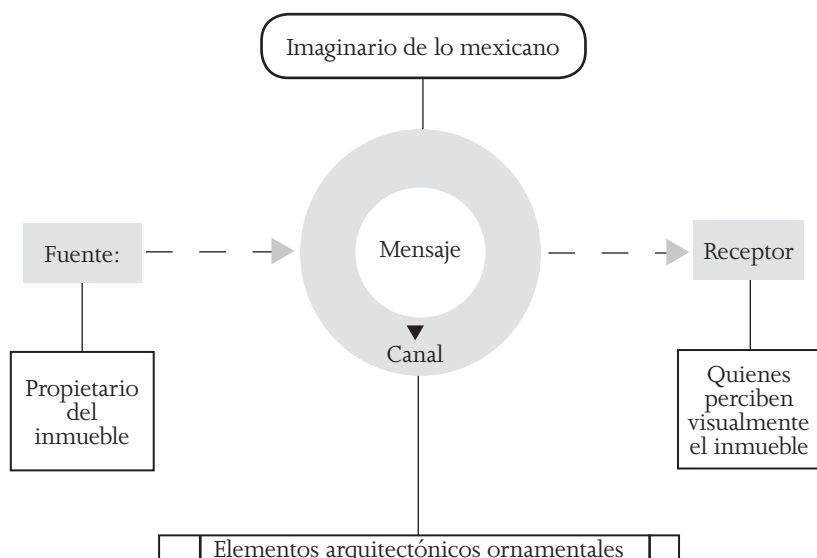 Imaginario de lo mexicano
Fuente:
Mensaje
Receptor
Canal
Propietario
del
inmueble
Quienes
perciben
visualmente
el inmueble
Elementos arquitectónicos ornamentales